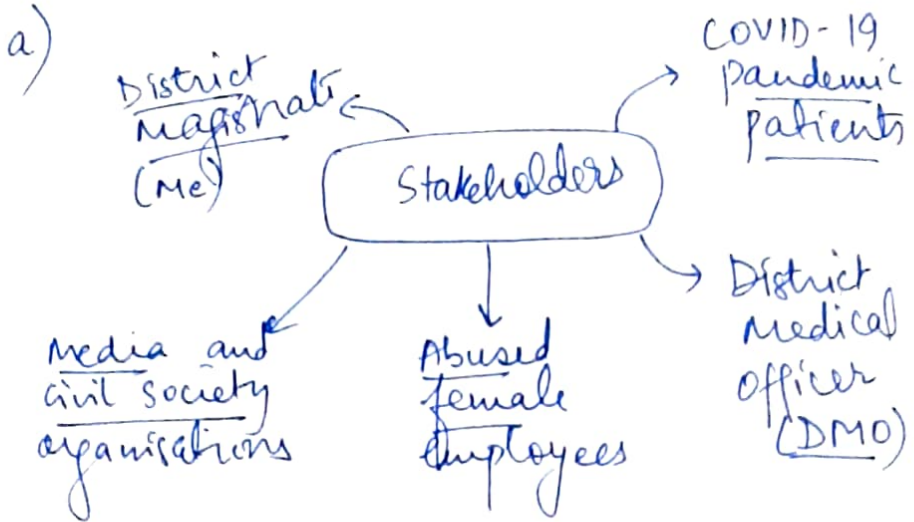 a)
District
Magistrate
(Me)
COVID-19
pandemic
patients
Stakeholders
Media and
civil society
organisations
Abused
female
employees
District
Medical
officer
(DMO)